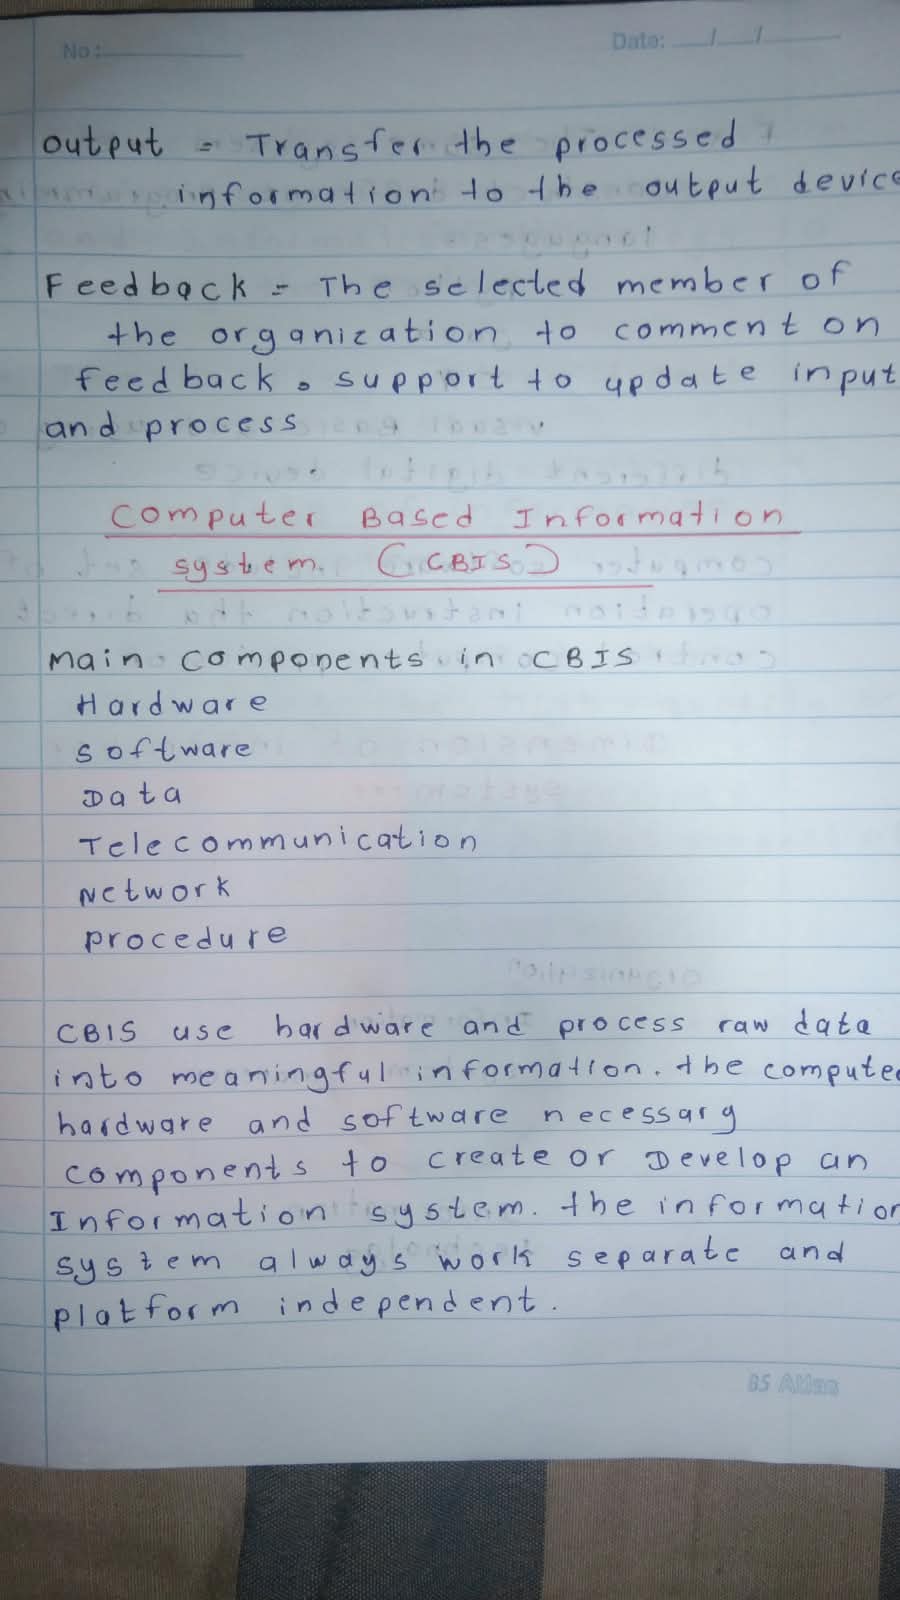 No:
Date: / /
output = Transfer the processed
information to the output device
Feedback = The selected member of
the organization to comment on
feedback. support to update input
and process
Computer Based Information
system. (CBIS)
Main components in CBIS
Hardware
software
Data
Telecommunication
Network
procedure
CBIS use hardware and process raw data
into meaningful information. the computer
hardware and software necessary
components to create or Develop an
Information system. the information
system always work separate and
platform independent.
BS Atlas